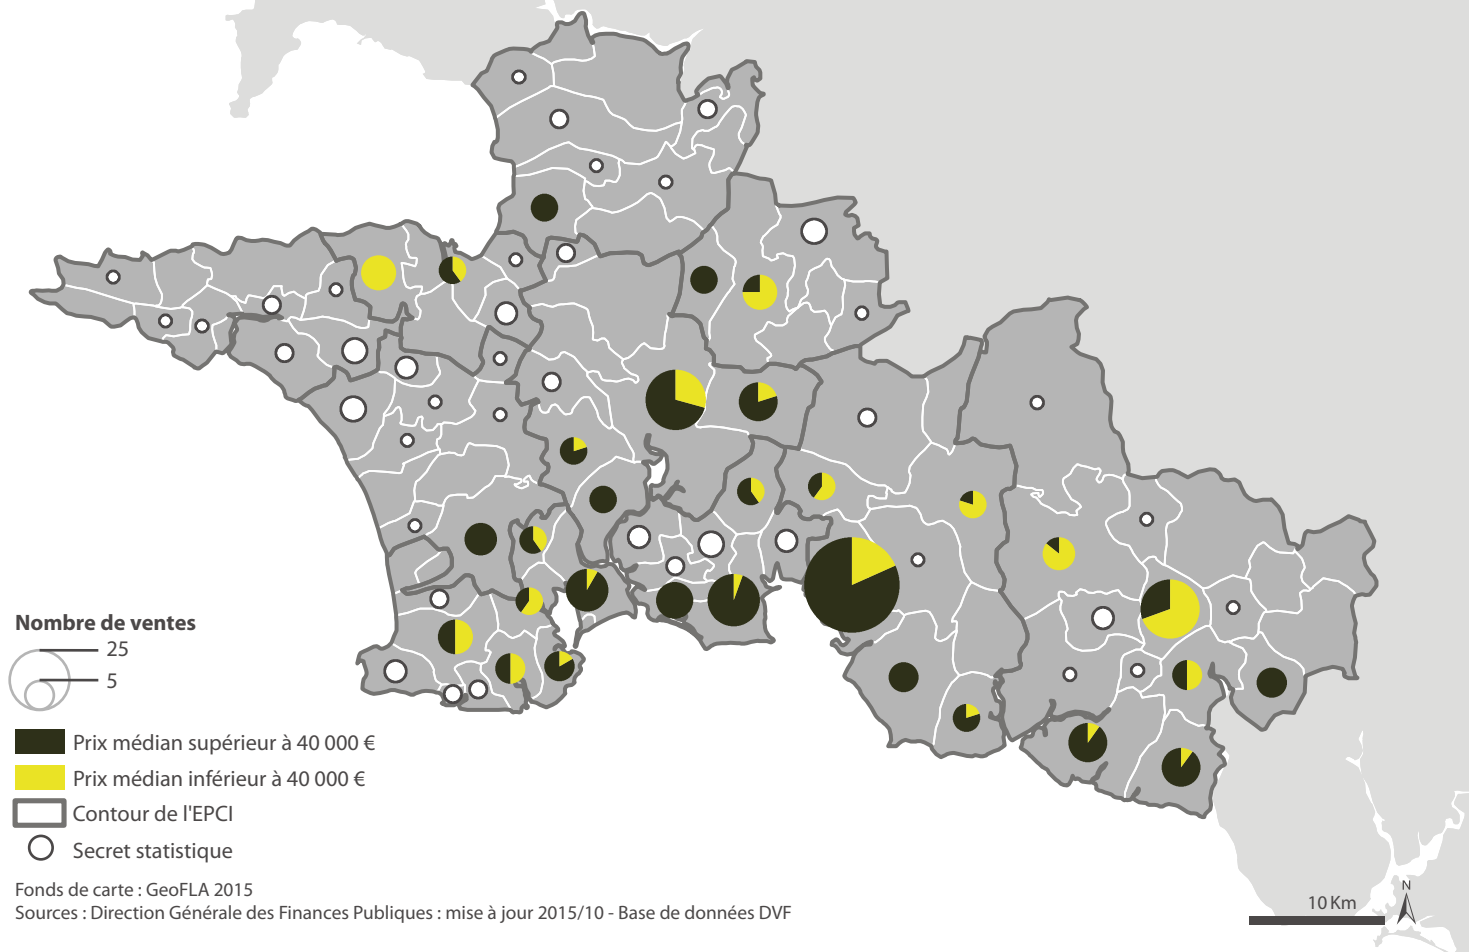 Nombre de ventes
25
5
Prix médian supérieur à 40 000 €
Prix médian inférieur à 40 000 €
Contour de l'EPCI
Secret statistique
Fonds de carte : GeoFLA 2015
Sources : Direction Générale des Finances Publiques : mise à jour 2015/10 - Base de données DVF
10 Km
N